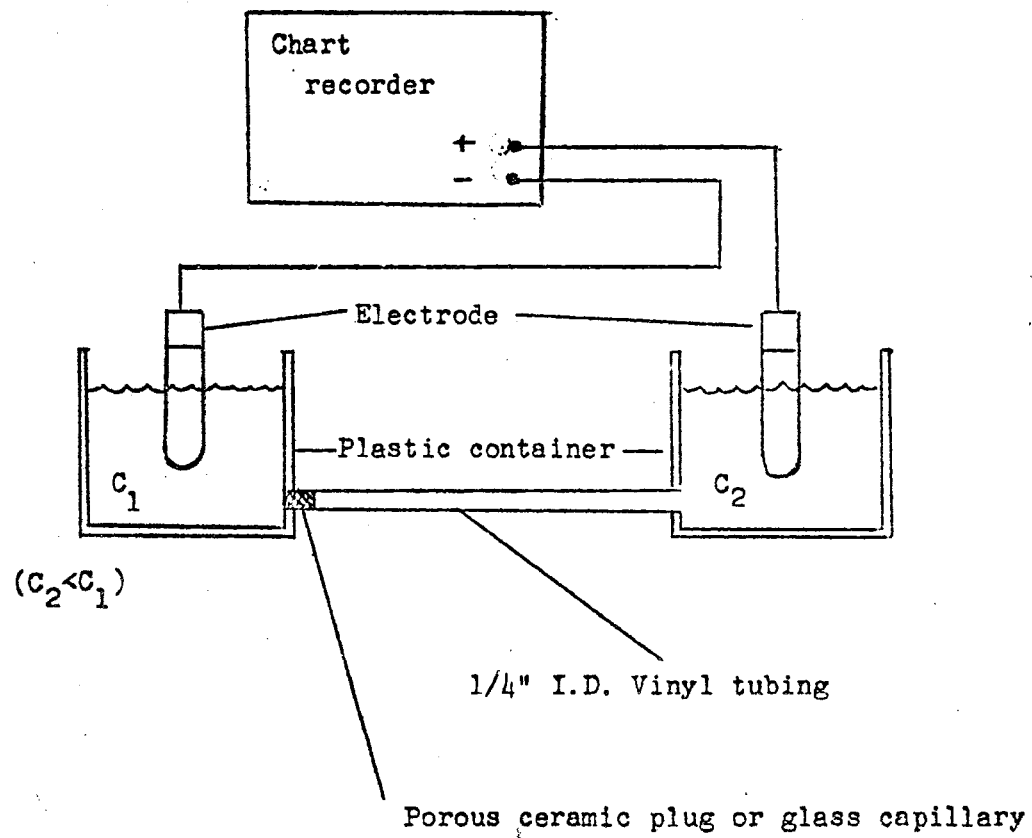 Chart
recorder
+
-
Electrode
Plastic container
C₁
C₂
(C₂<C₁)
1/4" I.D. Vinyl tubing
Porous ceramic plug or glass capillary